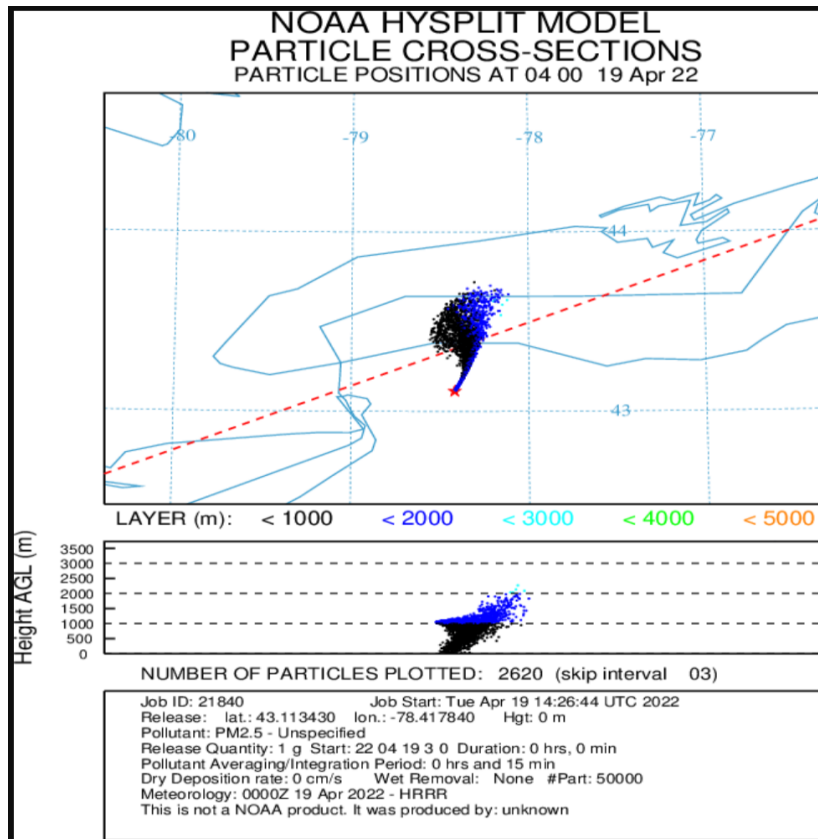 NOAA HYSPLIT MODEL
PARTICLE CROSS-SECTIONS
PARTICLE POSITIONS AT 04 00 19 Apr 22
-80 -79 -78 -77
44
43
LAYER (m): < 1000 < 2000 < 3000 < 4000 < 5000
Height AGL (m)
3500
3000
2500
2000
1500
1000
500
0
NUMBER OF PARTICLES PLOTTED: 2620 (skip interval 03)
Job ID: 21840 Job Start: Tue Apr 19 14:26:44 UTC 2022
Release: lat.: 43.113430 lon.: -78.417840 Hgt: 0 m
Pollutant: PM2.5 - Unspecified
Release Quantity: 1 g Start: 22 04 19 3 0 Duration: 0 hrs, 0 min
Pollutant Averaging/Integration Period: 0 hrs and 15 min
Dry Deposition rate: 0 cm/s Wet Removal: None #Part: 50000
Meteorology: 0000Z 19 Apr 2022 - HRRR
This is not a NOAA product. It was produced by: unknown